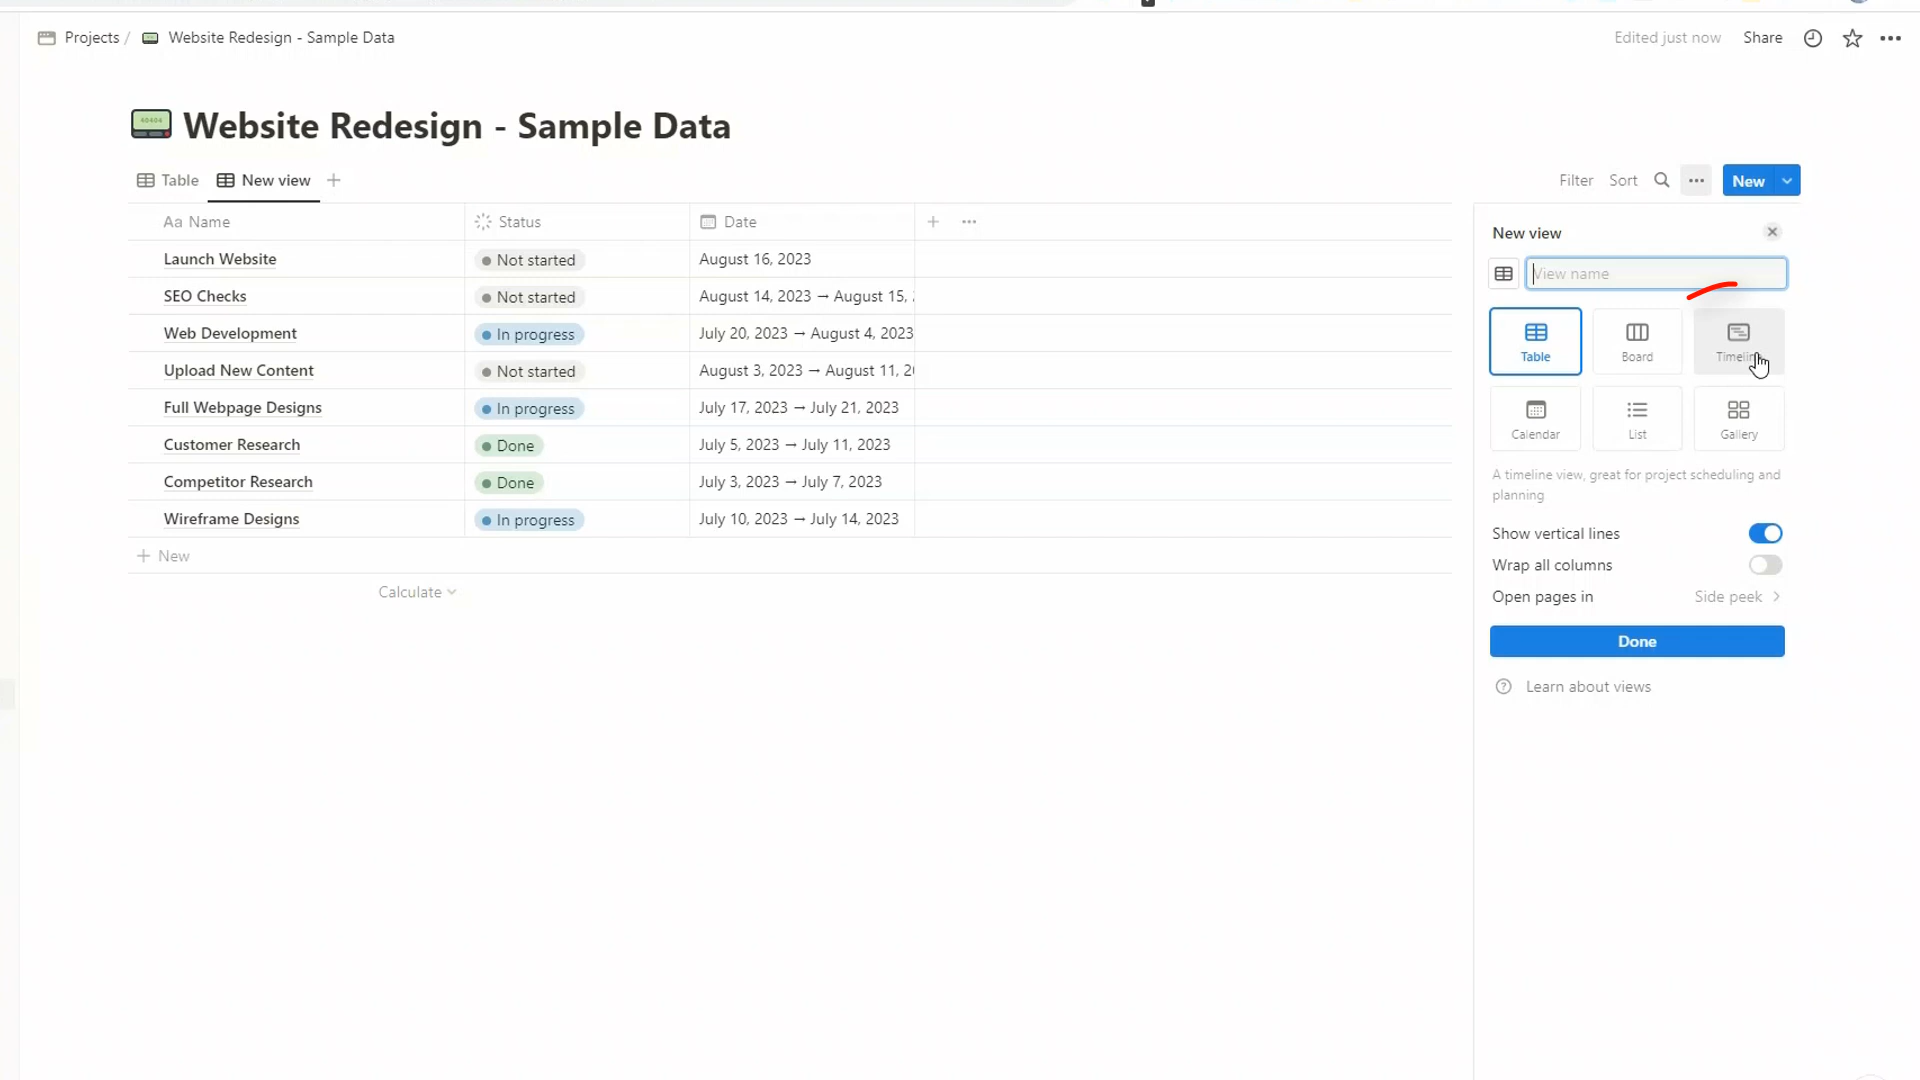 Projects / Website Redesign - Sample Data
Edited just now Share
Website Redesign - Sample Data
Table New view
Filter Sort New
Aa Name Status Date
Launch Website Not started August 16, 2023
SEO Checks Not started August 14, 2023 → August 15,
Web Development In progress July 20, 2023 → August 4, 2023
Upload New Content Not started August 3, 2023 → August 11, 2
Full Webpage Designs In progress July 17, 2023 → July 21, 2023
Customer Research Done July 5, 2023 → July 11, 2023
Competitor Research Done July 3, 2023 → July 7, 2023
Wireframe Designs In progress July 10, 2023 → July 14, 2023
New
Calculate
New view
View name
Table Board
Calendar List Gallery
A timeline view, great for project scheduling and
planning
Show vertical lines
Wrap all columns
Open pages in Side peek
Done
Learn about views